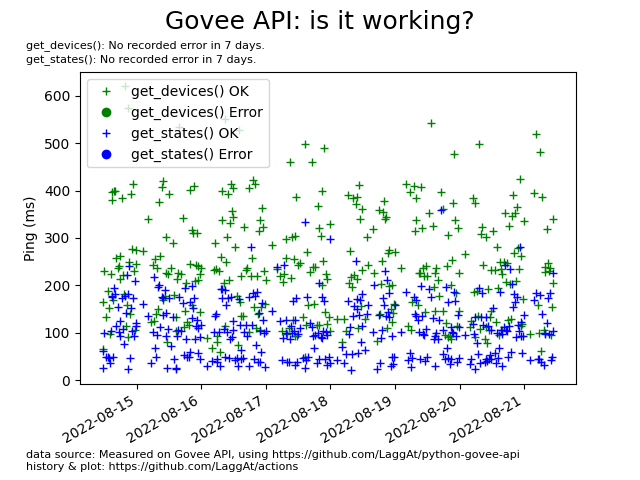 Govee API: is it working?
get_devices(): No recorded error in 7 days.
get_states(): No recorded error in 7 days.
get_devices() OK
get_devices() Error
get_states() OK
get_states() Error
600
500
400
300
200
100
0
Ping (ms)
2022-08-15
2022-08-16
2022-08-17
2022-08-18
2022-08-19
2022-08-20
2022-08-21
data source: Measured on Govee API, using https://github.com/LaggAt/python-govee-api
history & plot: https://github.com/LaggAt/actions